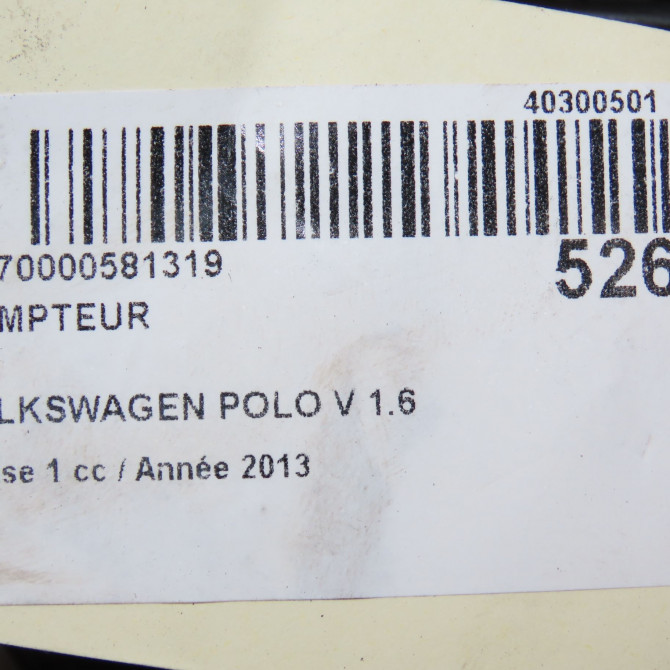 40300501
70000581319
526
MPTEUR
LKSWAGEN POLO V 1.6
se 1 cc / Année 2013